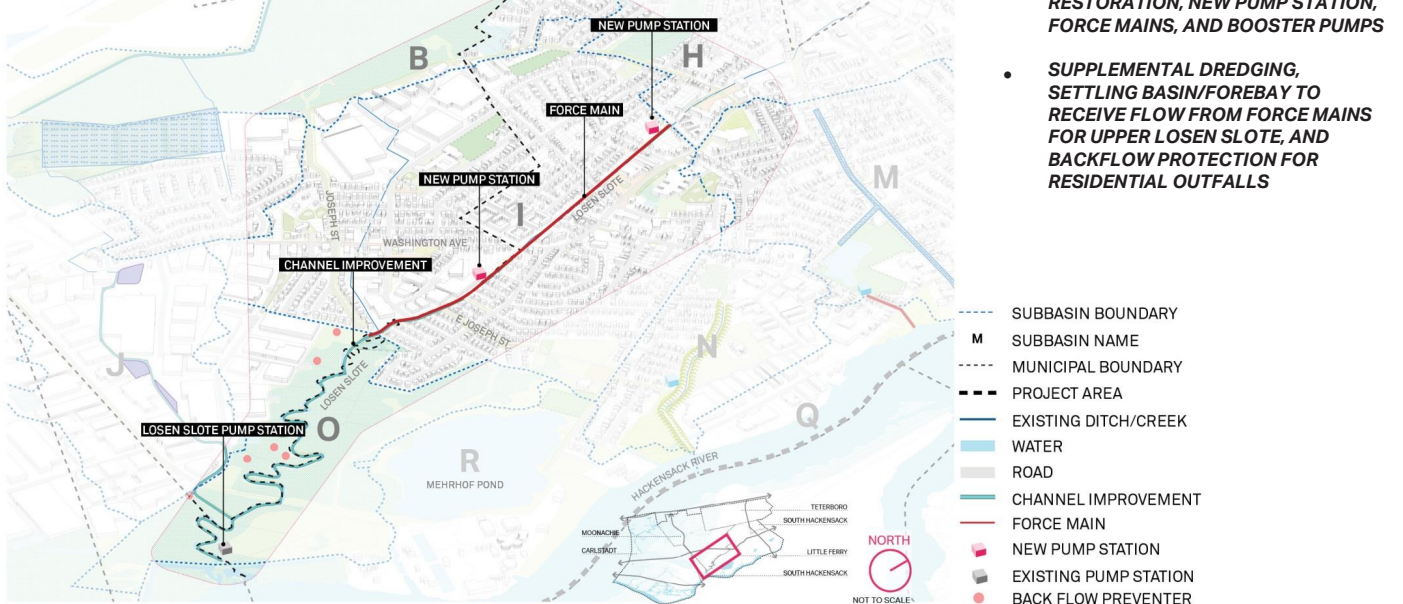 RESTORATION, NEW PUMP STATION,
FORCE MAINS, AND BOOSTER PUMPS
• SUPPLEMENTAL DREDGING,
SETTLING BASIN/FOREBAY TO
RECEIVE FLOW FROM FORCE MAINS
FOR UPPER LOSEN SLOTE, AND
BACKFLOW PROTECTION FOR
RESIDENTIAL OUTFALLS
NEW PUMP STATION
B
H
FORCE MAIN
NEW PUMP STATION
M
JOSEPH ST
I
LOSEN SLOTE
WASHINGTON AVE
CHANNEL IMPROVEMENT
E JOSEPH ST
J
N
LOSEN SLOTE
Q
LOSEN SLOTE PUMP STATION
O
R
MEHRHOF POND
HACKENSACK RIVER
TETERBORO
SOUTH HACKENSACK
MOONACHIE
CARLSTADT
LITTLE FERRY
SOUTH HACKENSACK
NORTH
NOT TO SCALE
SUBBASIN BOUNDARY
M SUBBASIN NAME
MUNICIPAL BOUNDARY
PROJECT AREA
EXISTING DITCH/CREEK
WATER
ROAD
CHANNEL IMPROVEMENT
FORCE MAIN
NEW PUMP STATION
EXISTING PUMP STATION
BACK FLOW PREVENTER